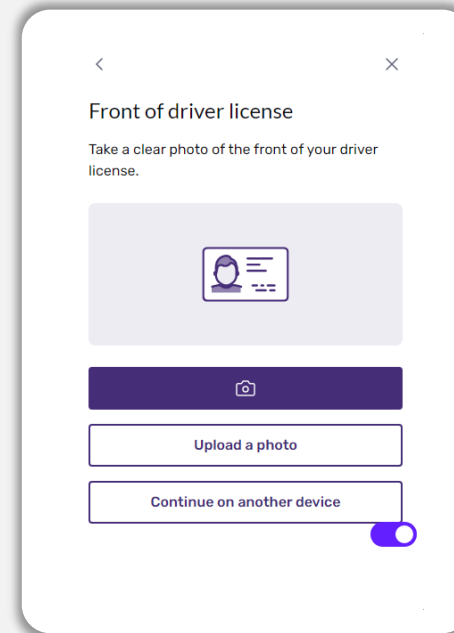 Front of driver license
Take a clear photo of the front of your driver
license.
Upload a photo
Continue on another device